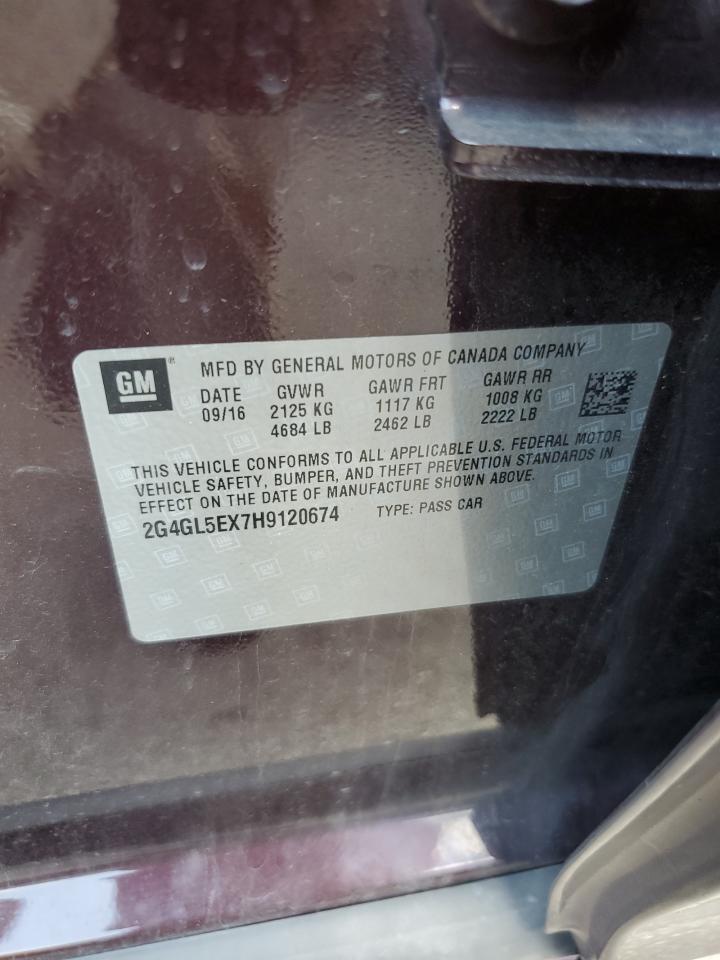 GM ® MFD BY GENERAL MOTORS OF CANADA COMPANY
DATE GVWR GAWR FRT GAWR RR
09/16 2125 KG 1117 KG 1008 KG
4684 LB 2462 LB 2222 LB
THIS VEHICLE CONFORMS TO ALL APPLICABLE U.S. FEDERAL MOTOR
VEHICLE SAFETY, BUMPER, AND THEFT PREVENTION STANDARDS IN
EFFECT ON THE DATE OF MANUFACTURE SHOWN ABOVE.
2G4GL5EX7H9120674 TYPE: PASS CAR